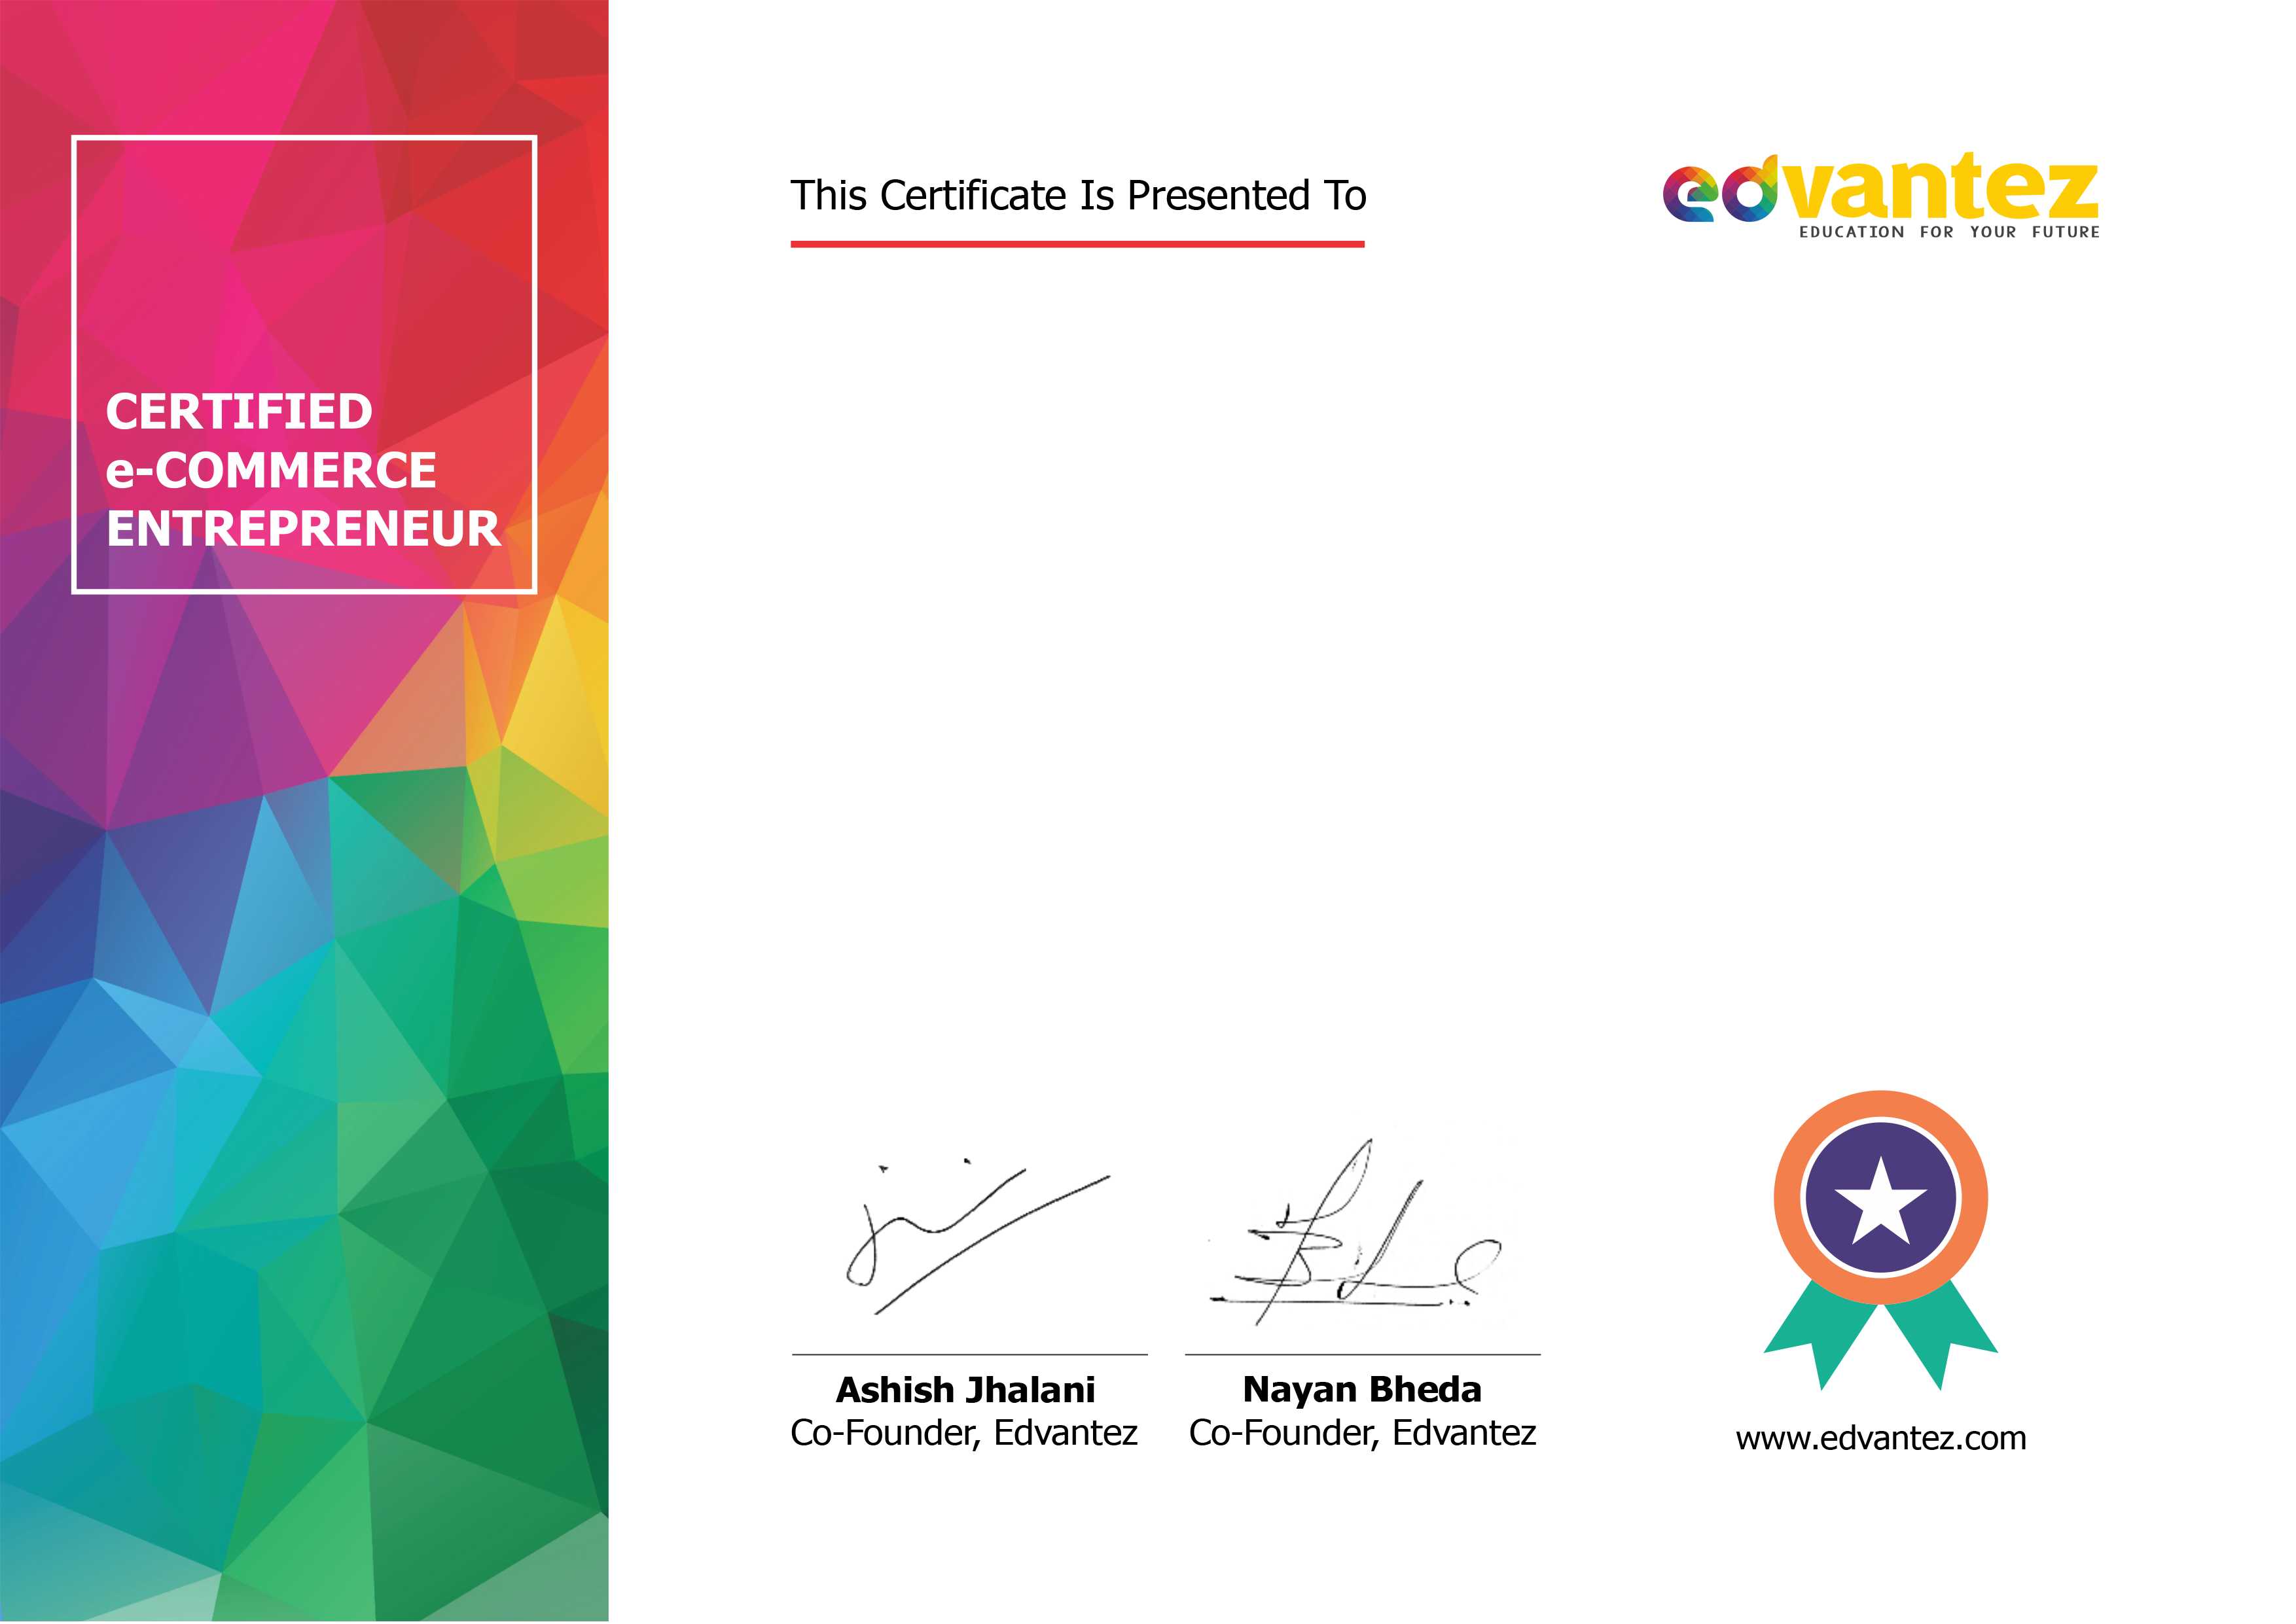 CERTIFIED
e-COMMERCE
ENTREPRENEUR
This Certificate Is Presented To
edvantez
EDUCATION FOR YOUR FUTURE
Ashish Jhalani
Co-Founder, Edvantez
Nayan Bheda
Co-Founder, Edvantez
www.edvantez.com